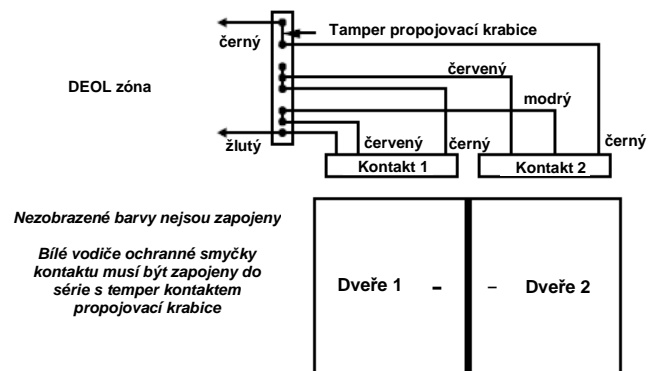 Tamper propojovací krabice
černý
červený
DEOL zóna
modrý
žlutý
červený
černý
černý
Kontakt 1
Kontakt 2
Nezobrazené barvy nejsou zapojeny
Bílé vodiče ochranné smyčky
kontaktu musí být zapojeny do
série s temper kontaktem
propojovací krabice
Dveře 1
Dveře 2